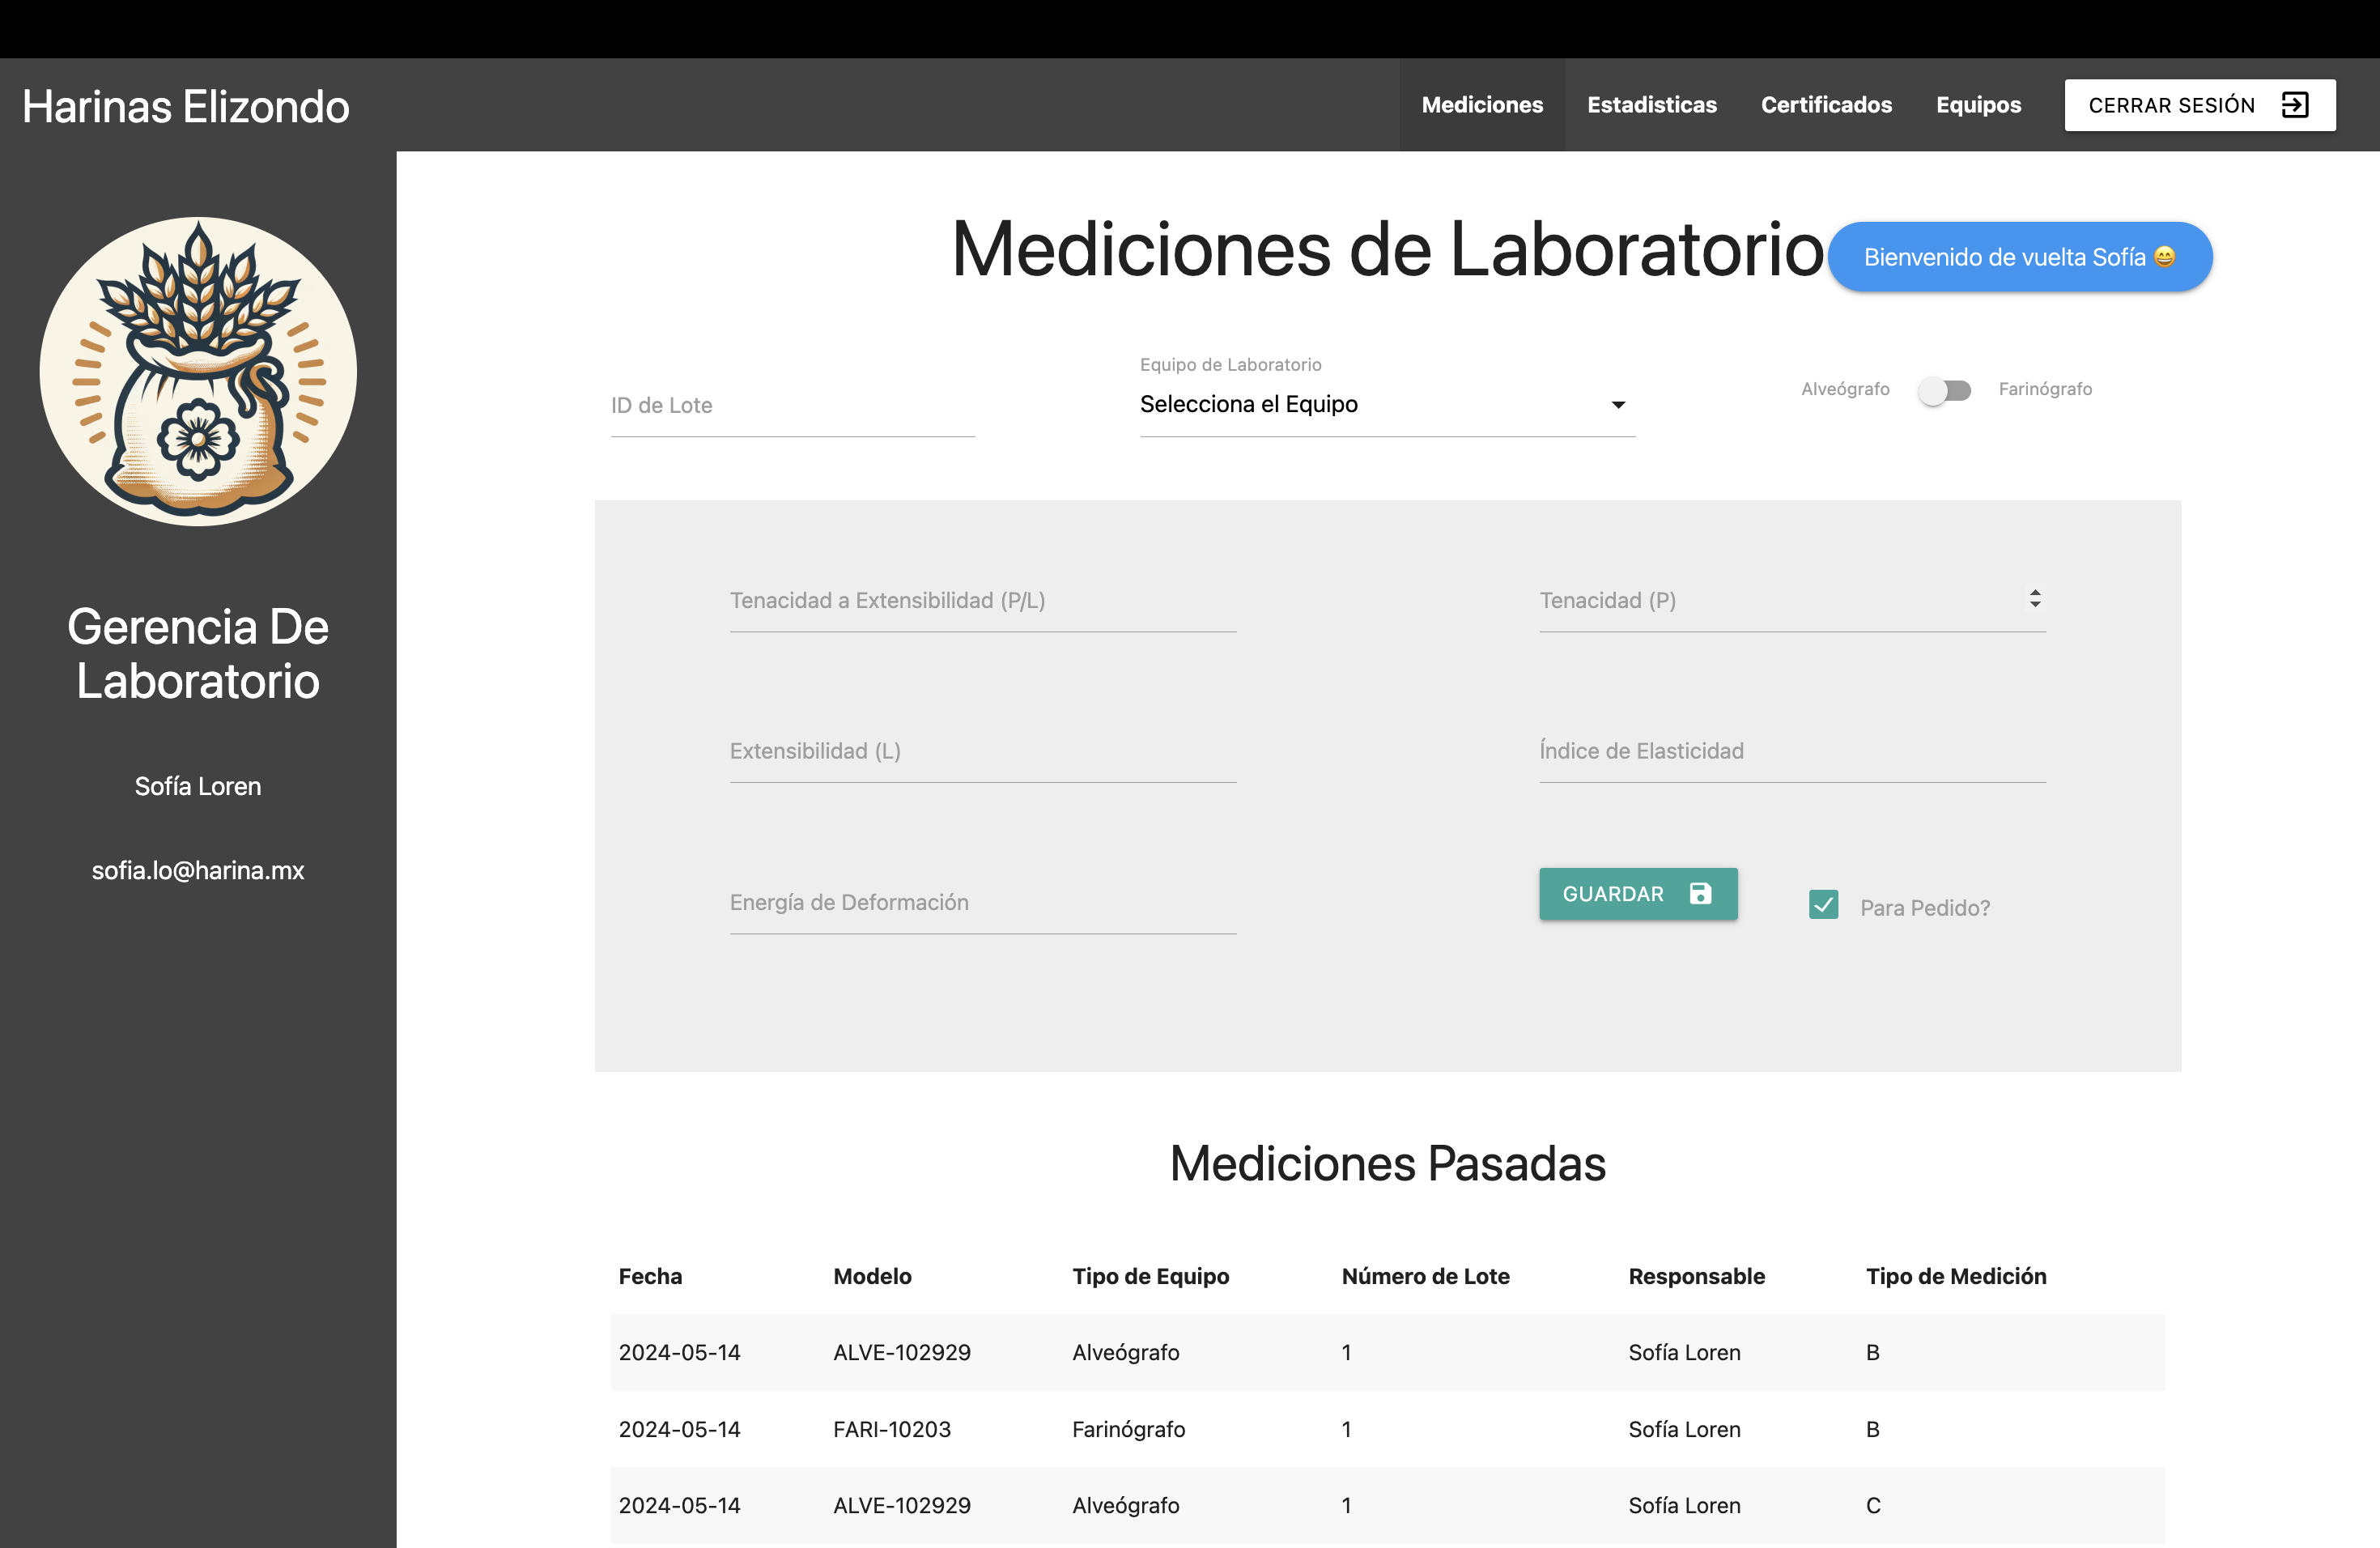 Harinas Elizondo
Mediciones Estadisticas Certificados Equipos CERRAR SESIÓN
Gerencia De
Laboratorio
Sofía Loren
sofia.lo@harina.mx
Mediciones de Laboratorio
Bienvenido de vuelta Sofía 😄
ID de Lote
Equipo de Laboratorio
Selecciona el Equipo
Alveógrafo Farinógrafo
Tenacidad a Extensibilidad (P/L) Tenacidad (P)
Extensibilidad (L) Índice de Elasticidad
Energía de Deformación GUARDAR Para Pedido?
Mediciones Pasadas
Fecha Modelo Tipo de Equipo Número de Lote Responsable Tipo de Medición
2024-05-14 ALVE-102929 Alveógrafo 1 Sofía Loren B
2024-05-14 FARI-10203 Farinógrafo 1 Sofía Loren B
2024-05-14 ALVE-102929 Alveógrafo 1 Sofía Loren C